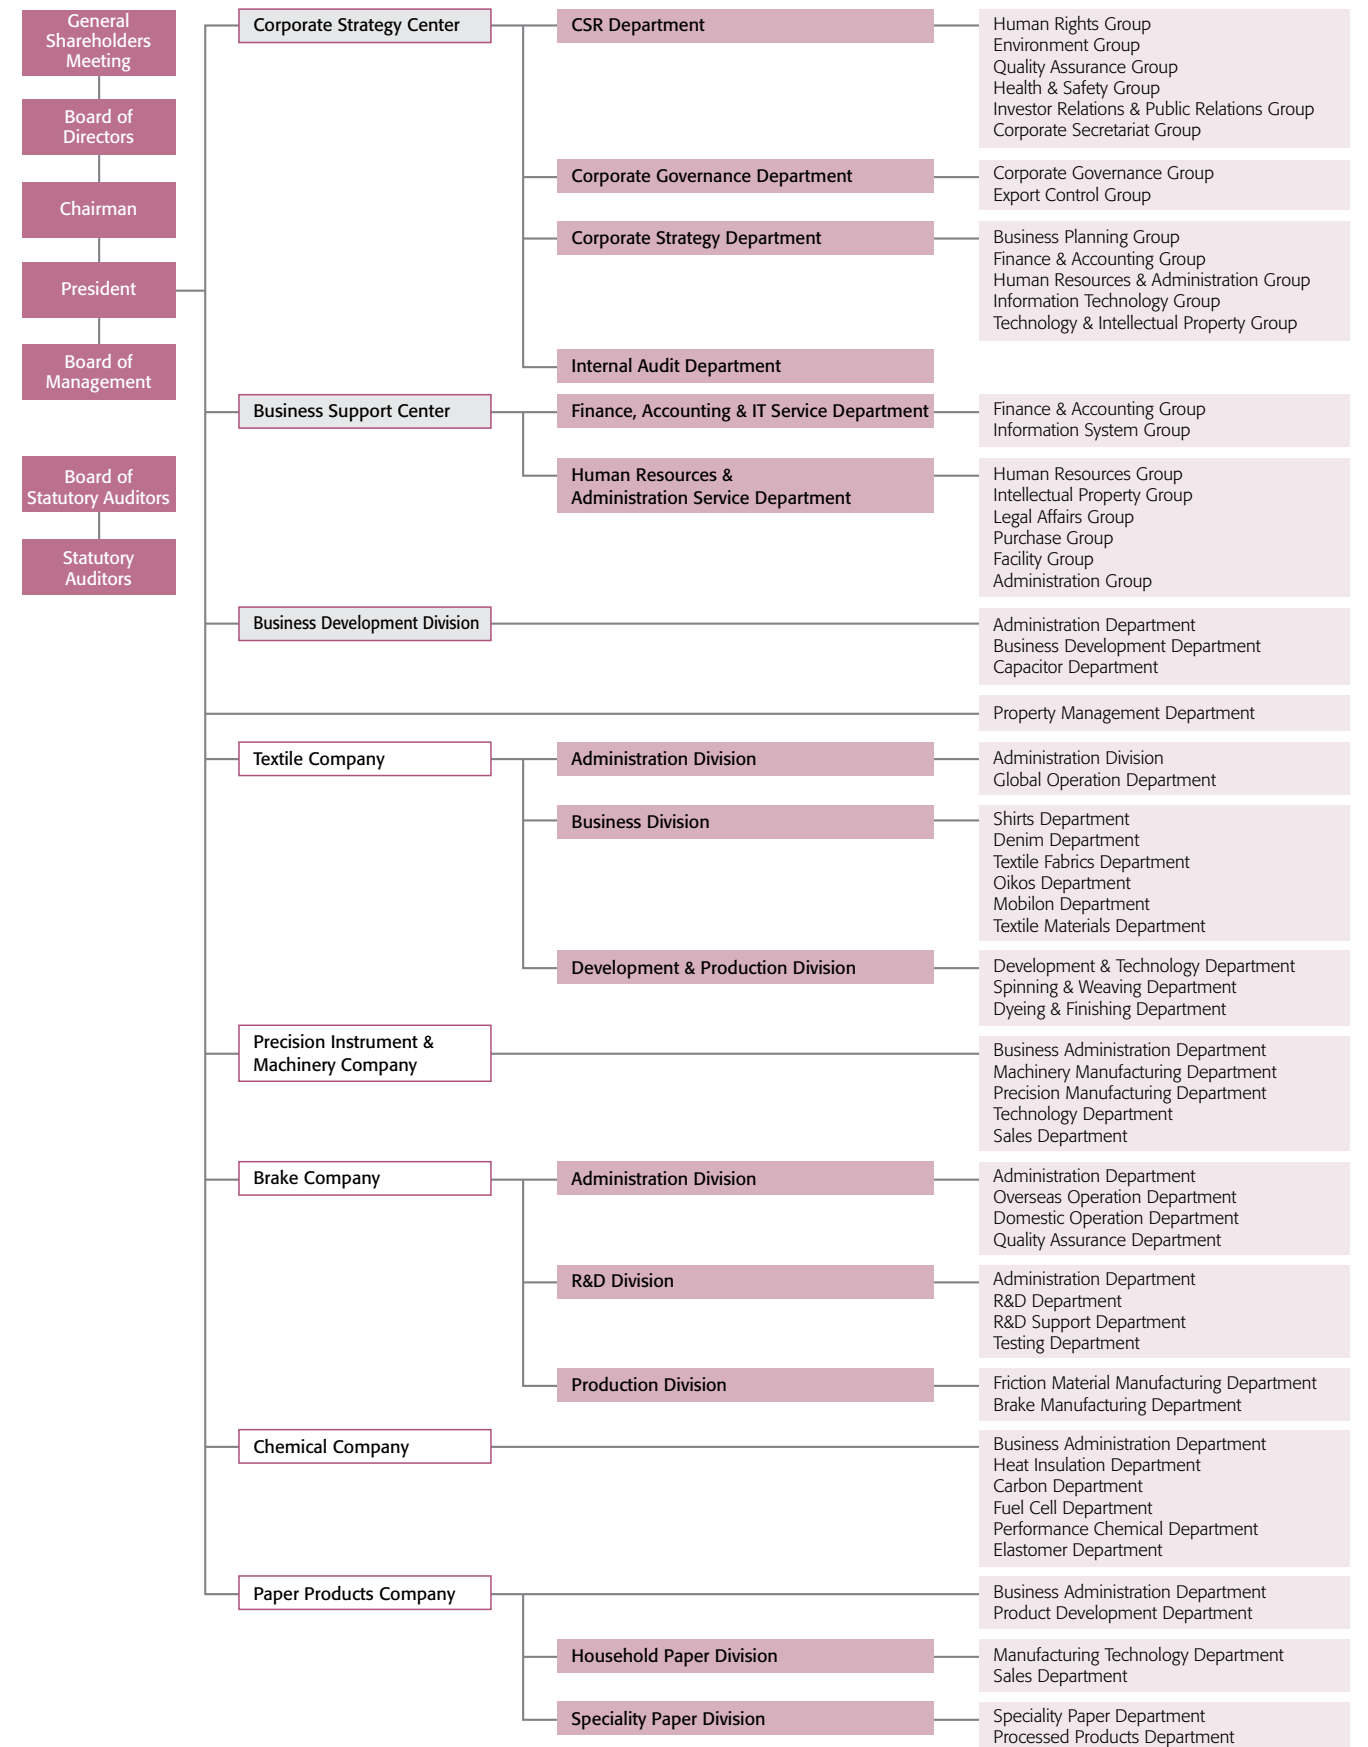 General
Shareholders
Meeting
Board of
Directors
Chairman
President
Board of
Management
Board of
Statutory Auditors
Statutory
Auditors
Corporate Strategy Center
CSR Department
Human Rights Group
Environment Group
Quality Assurance Group
Health & Safety Group
Investor Relations & Public Relations Group
Corporate Secretariat Group
Corporate Governance Department
Corporate Governance Group
Export Control Group
Corporate Strategy Department
Business Planning Group
Finance & Accounting Group
Human Resources & Administration Group
Information Technology Group
Technology & Intellectual Property Group
Internal Audit Department
Business Support Center
Finance, Accounting & IT Service Department
Finance & Accounting Group
Information System Group
Human Resources &
Administration Service Department
Human Resources Group
Intellectual Property Group
Legal Affairs Group
Purchase Group
Facility Group
Administration Group
Business Development Division
Administration Department
Business Development Department
Capacitor Department
Property Management Department
Textile Company
Administration Division
Administration Division
Global Operation Department
Business Division
Shirts Department
Denim Department
Textile Fabrics Department
Oikos Department
Mobilon Department
Textile Materials Department
Development & Production Division
Development & Technology Department
Spinning & Weaving Department
Dyeing & Finishing Department
Precision Instrument &
Machinery Company
Business Administration Department
Machinery Manufacturing Department
Precision Manufacturing Department
Technology Department
Sales Department
Brake Company
Administration Division
Administration Department
Overseas Operation Department
Domestic Operation Department
Quality Assurance Department
R&D Division
Administration Department
R&D Department
R&D Support Department
Testing Department
Production Division
Friction Material Manufacturing Department
Brake Manufacturing Department
Chemical Company
Business Administration Department
Heat Insulation Department
Carbon Department
Fuel Cell Department
Performance Chemical Department
Elastomer Department
Paper Products Company
Business Administration Department
Product Development Department
Household Paper Division
Manufacturing Technology Department
Sales Department
Speciality Paper Division
Speciality Paper Department
Processed Products Department